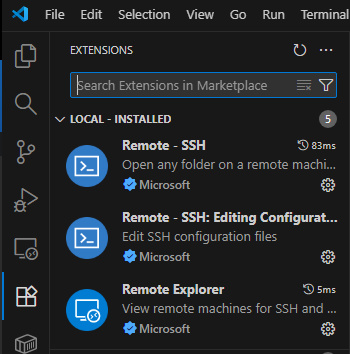 File Edit Selection View Go Run Terminal
EXTENSIONS
Search Extensions in Marketplace
LOCAL - INSTALLED 5
Remote - SSH 83ms
Open any folder on a remote machi...
Microsoft
Remote - SSH: Editing Configurat...
Edit SSH configuration files
Microsoft
Remote Explorer 5ms
View remote machines for SSH and ...
Microsoft